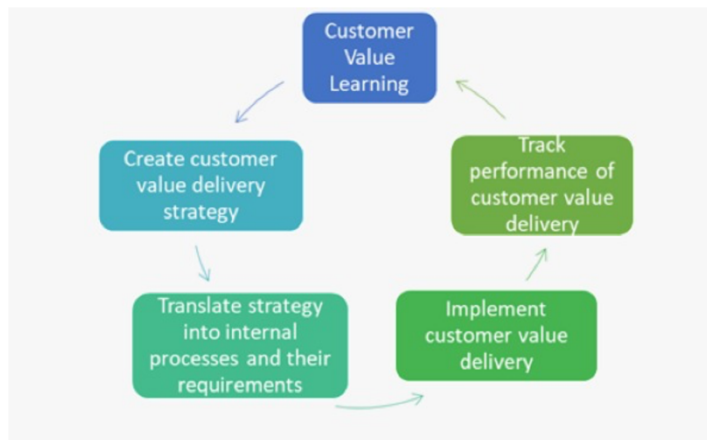 Customer
Value
Learning
Create customer
value delivery
strategy
Translate strategy
into internal
processes and their
requirements
Implement
customer value
delivery
Track
performance of
customer value
delivery